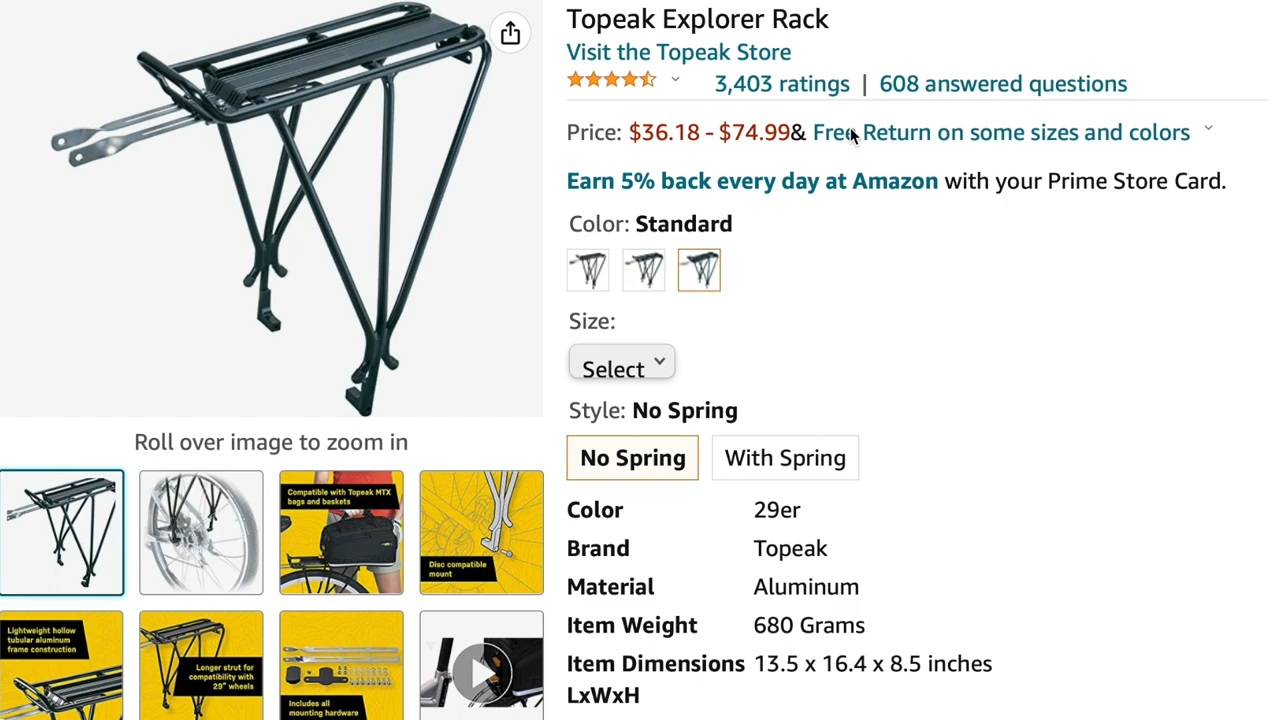 Topeak Explorer Rack
Visit the Topeak Store
3,403 ratings | 608 answered questions
Price: $36.18 - $74.99& Free Return on some sizes and colors
Earn 5% back every day at Amazon with your Prime Store Card.
Color: Standard
Size:
Select
Style: No Spring
No Spring
With Spring
Color 29er
Brand Topeak
Material Aluminum
Item Weight 680 Grams
Item Dimensions 13.5 x 16.4 x 8.5 inches
LxWxH
Roll over image to zoom in
Compatible with Topeak MTX
bags and baskets
Disc compatible
mount
Lightweight hollow
tubular aluminum
frame construction
Longer strut for
compatibility with
29" wheels
Includes all
mounting hardware